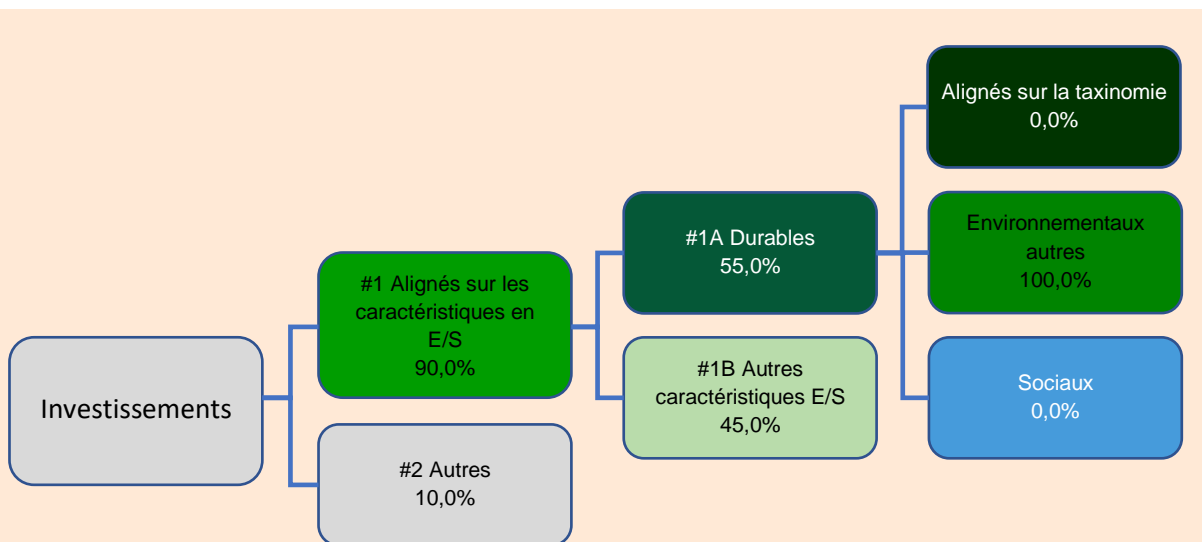 Investissements
#1 Alignés sur les
caractéristiques en
E/S
90,0%
#2 Autres
10,0%
#1A Durables
55,0%
#1B Autres
caractéristiques E/S
45,0%
Alignés sur la taxinomie
0,0%
Environnementaux
autres
100,0%
Sociaux
0,0%